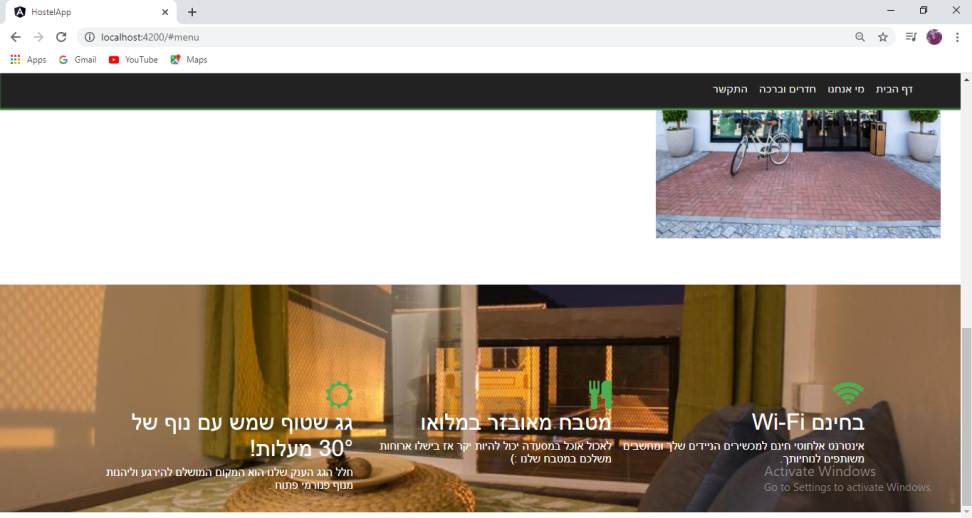 HostelApp
localhost:4200/#menu
Apps Gmail YouTube Maps
דף הבית מי אנחנו חדרים וברכה התקשר
בחינם Wi-Fi
אינטרנט אלחוטי חינם למכשירים הניידים שלך ומחשבים
משותפים לנוחיותך.
מטבח מאובזר במלואו
לאכול אוכל במסעדה יכול להיות יקר אז בישלו ארוחות
משלכם במטבח שלנו :)
גג שטוף שמש עם נוף של
30° מעלות!
חלל הגג הענק שלנו הוא המקום המושלם להירגע וליהנות
מנוף פנורמי פתוח .
Activate Windows
Go to Settings to activate Windows.